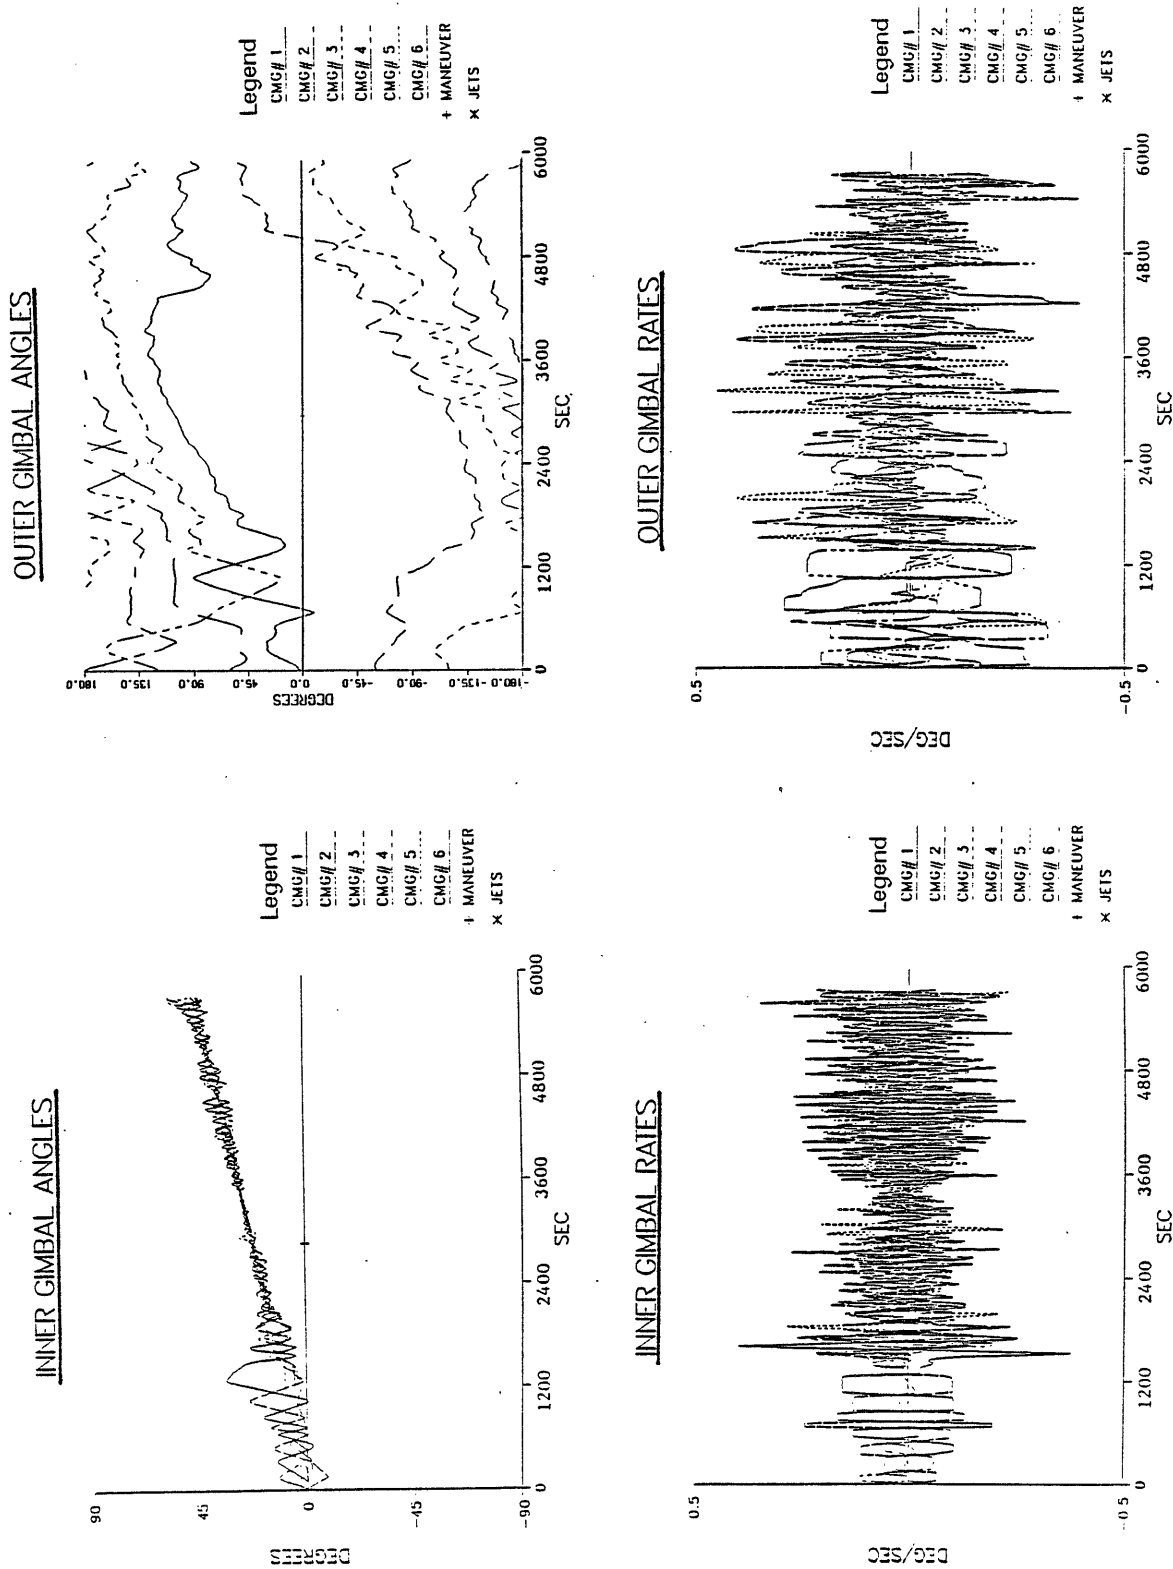 INNER GIMBAL ANGLES
DEGREES
90
45
0
-45
-90
0 1200 2400 3600 4800 6000
SEC
Legend
CMG# 1
CMG# 2
CMG# 3
CMG# 4
CMG# 5
CMG# 6
+ MANEUVER
× JETS
OUTER GIMBAL ANGLES
DEGREES
180.0
135.0
90.0
45.0
0.0
-45.0
-90.0
-135.0
-180.0
0 1200 2400 3600 4800 6000
SEC
Legend
CMG# 1
CMG# 2
CMG# 3
CMG# 4
CMG# 5
CMG# 6
+ MANEUVER
× JETS
INNER GIMBAL RATES
DEG/SEC
0.5
-0.5
0 1200 2400 3600 4800 6000
SEC
Legend
CMG# 1
CMG# 2
CMG# 3
CMG# 4
CMG# 5
CMG# 6
+ MANEUVER
× JETS
OUTER GIMBAL RATES
DEG/SEC
0.5
-0.5
0 1200 2400 3600 4800 6000
SEC
Legend
CMG# 1
CMG# 2
CMG# 3
CMG# 4
CMG# 5
CMG# 6
+ MANEUVER
× JETS